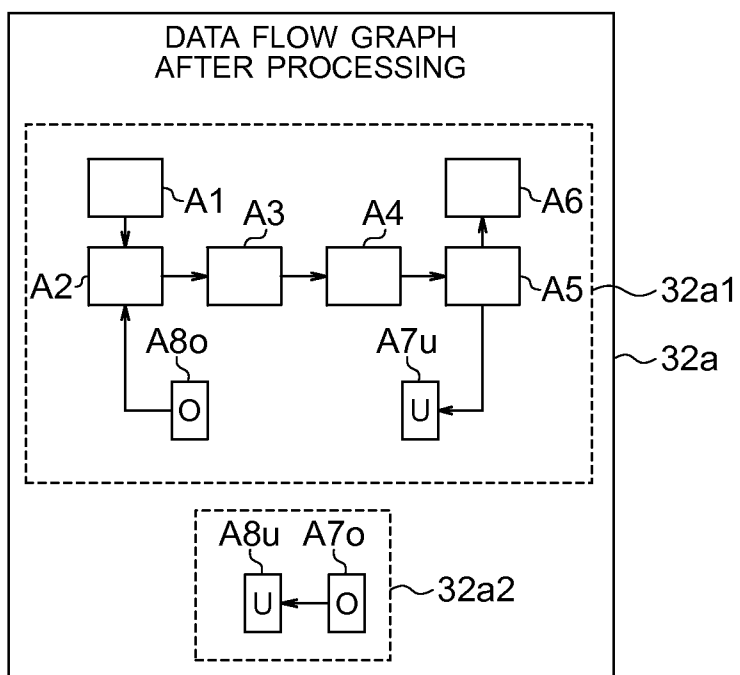 DATA FLOW GRAPH
AFTER PROCESSING
A1
A6
A3
A4
A2
A5
32a1
A8o
A7u
32a
O
U
A8u
A7o
32a2
U
O